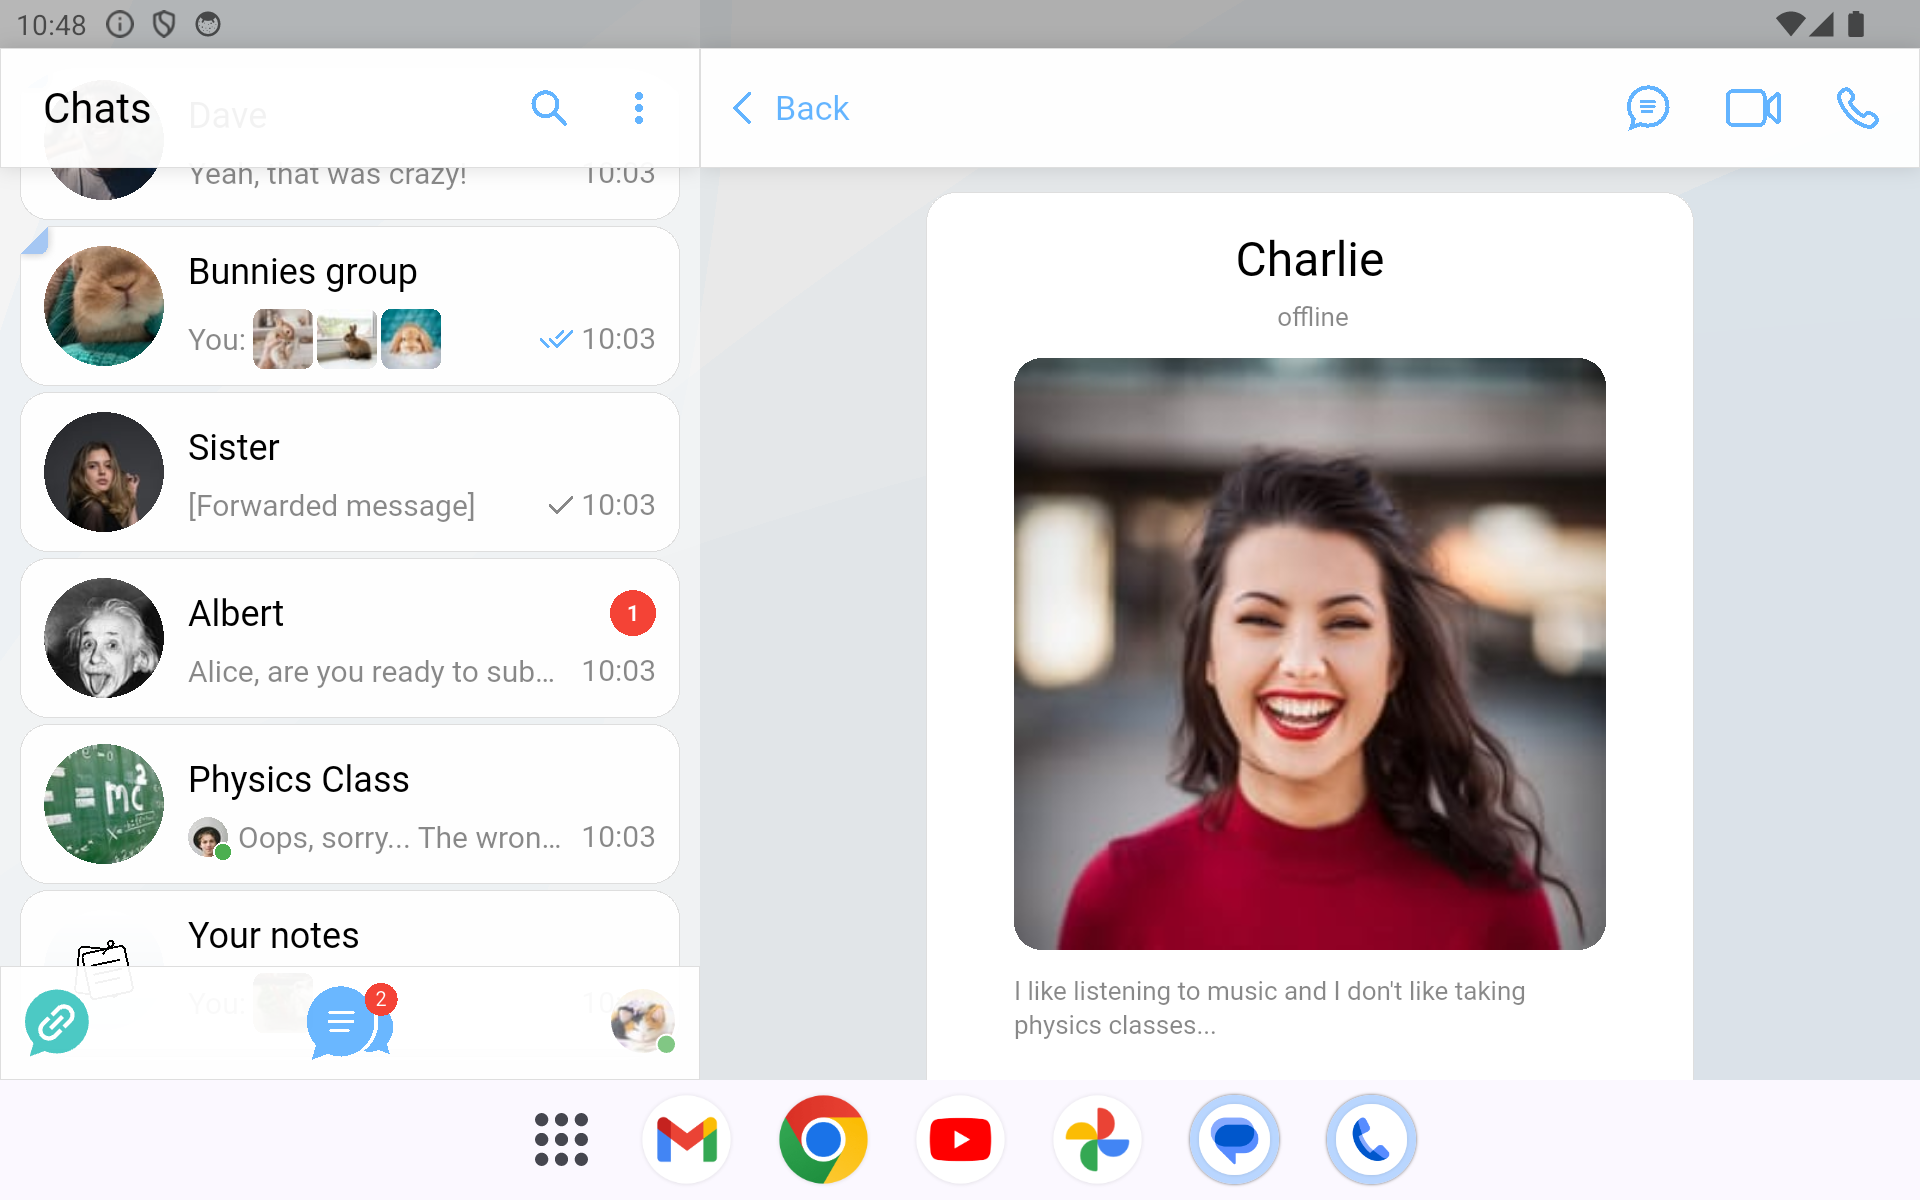 10:48
Chats
Dave
Yeah, that was crazy!
10:03
Bunnies group
You:
10:03
Sister
[Forwarded message]
10:03
Albert
1
Alice, are you ready to sub...
10:03
Physics Class
Oops, sorry... The wron...
10:03
Your notes
You:
10
2
Back
Charlie
offline
I like listening to music and I don't like taking
physics classes...